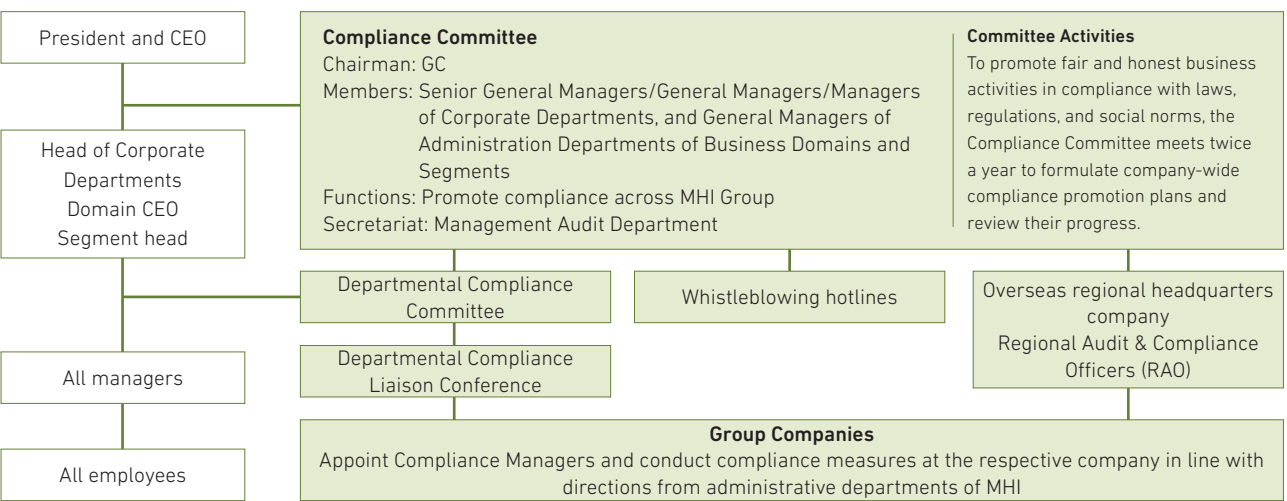 President and CEO
Head of Corporate
Departments
Domain CEO
Segment head
All managers
All employees
Compliance Committee
Chairman: GC
Members: Senior General Managers/General Managers/Managers
of Corporate Departments, and General Managers of
Administration Departments of Business Domains and
Segments
Functions: Promote compliance across MHI Group
Secretariat: Management Audit Department
Committee Activities
To promote fair and honest business
activities in compliance with laws,
regulations, and social norms, the
Compliance Committee meets twice
a year to formulate company-wide
compliance promotion plans and
review their progress.
Departmental Compliance
Committee
Departmental Compliance
Liaison Conference
Whistleblowing hotlines
Overseas regional headquarters
company
Regional Audit & Compliance
Officers (RAO)
Group Companies
Appoint Compliance Managers and conduct compliance measures at the respective company in line with
directions from administrative departments of MHI